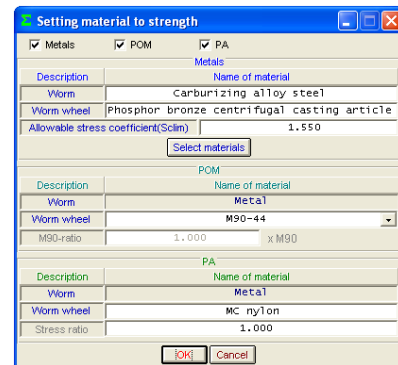 Σ Setting material to strength
Metals POM PA
Metals
Description Name of material
Worm Carburizing alloy steel
Worm wheel Phosphor bronze centrifugal casting article
Allowable stress coefficient(Sclim) 1.550
Select materials
POM
Description Name of material
Worm Metal
Worm wheel M90-44
M90-ratio 1.000 x M90
PA
Description Name of material
Worm Metal
Worm wheel MC nylon
Stress ratio 1.000
OK Cancel